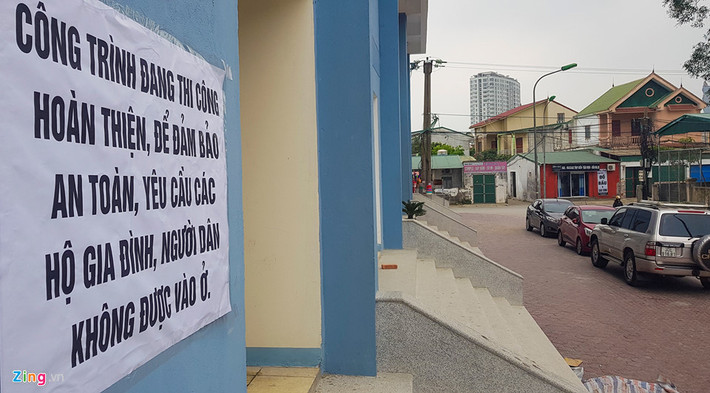 CÔNG TRÌNH ĐANG THI CÔNG
HOÀN THIỆN, ĐỂ ĐẢM BẢO
AN TOÀN, YÊU CẦU CÁC
HỘ GIA ĐÌNH, NGƯỜI DÂN
KHÔNG ĐƯỢC VÀO Ở.
Zing.vn